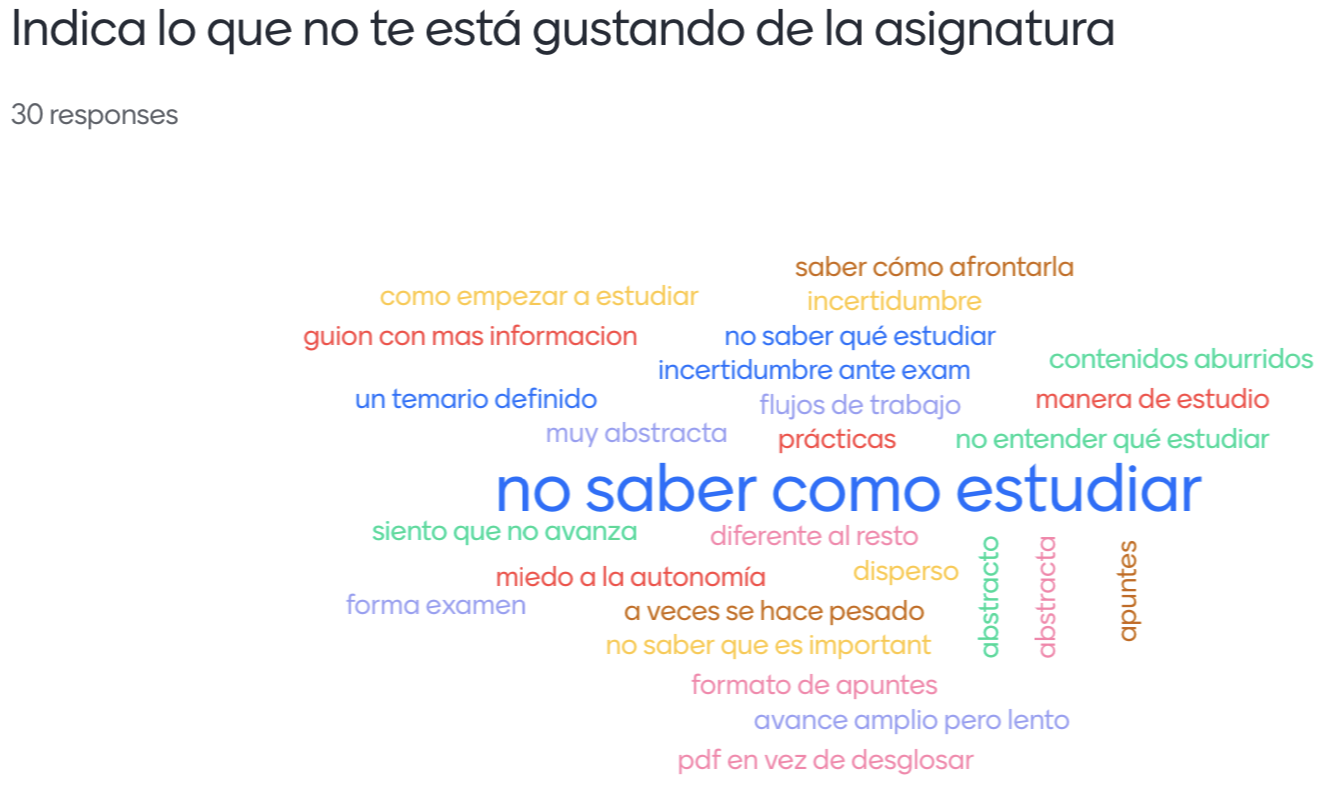 Indica lo que no te está gustando de la asignatura
30 responses
saber cómo afrontarla
como empezar a estudiar
incertidumbre
guion con mas informacion
no saber qué estudiar
contenidos aburridos
incertidumbre ante exam
un temario definido
flujos de trabajo
manera de estudio
muy abstracta
prácticas
no entender qué estudiar
no saber como estudiar
siento que no avanza
diferente al resto
abstracto
abstracta
apuntes
disperso
miedo a la autonomía
forma examen
a veces se hace pesado
no saber que es important
formato de apuntes
avance amplio pero lento
pdf en vez de desglosar